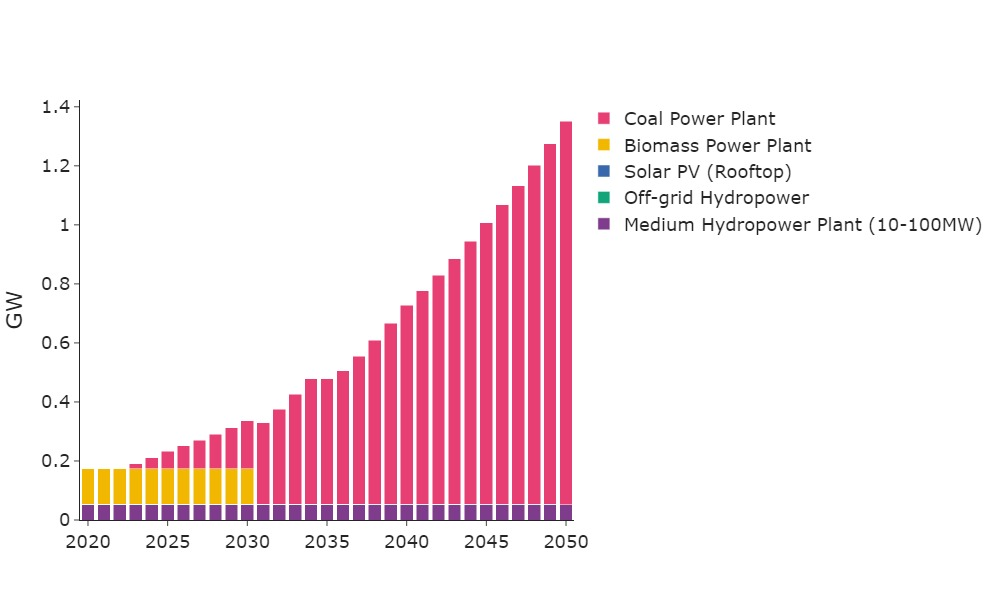 1.4
1.2
1
0.8
0.6
0.4
0.2
0
GW
2020 2025 2030 2035 2040 2045 2050
Coal Power Plant
Biomass Power Plant
Solar PV (Rooftop)
Off-grid Hydropower
Medium Hydropower Plant (10-100MW)